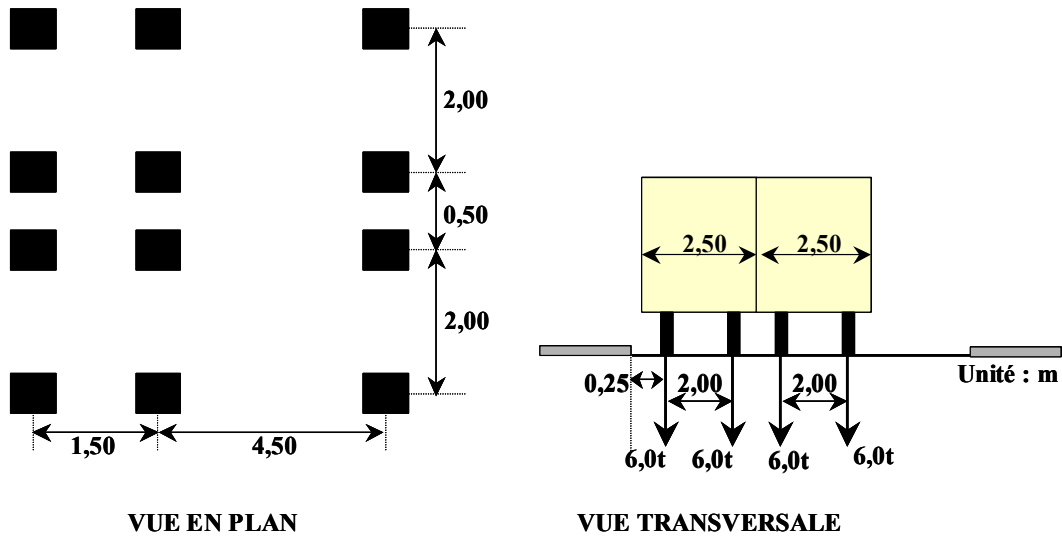 2,00
0,50
2,00
1,50
4,50
VUE EN PLAN
2,50
2,50
0,25
2,00
2,00
Unité : m
6,0t
6,0t
6,0t
6,0t
VUE TRANSVERSALE